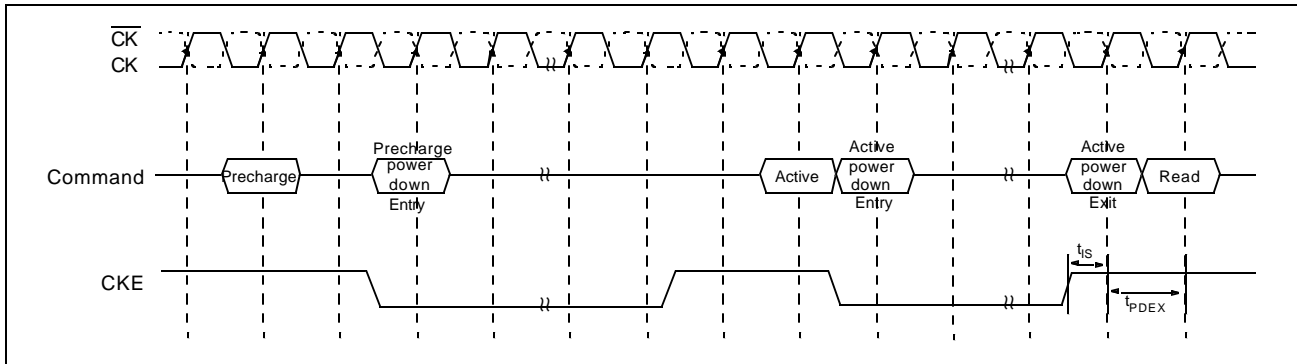 CK
CK
Command
Precharge
Precharge
power
down
Entry
Active
Active
power
down
Entry
Active
power
down
Exit
Read
CKE
tIS
tPDEX